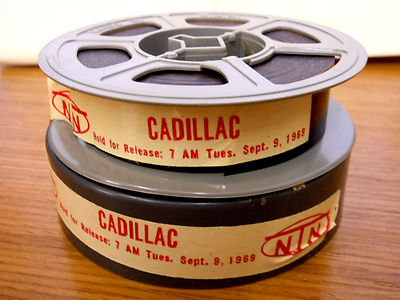 NTN
CADILLAC
Hold for Release: 7 AM Tues. Sept. 9, 1969
CADILLAC
Hold for Release: 7 AM Tues. Sept. 9, 1969
NTN